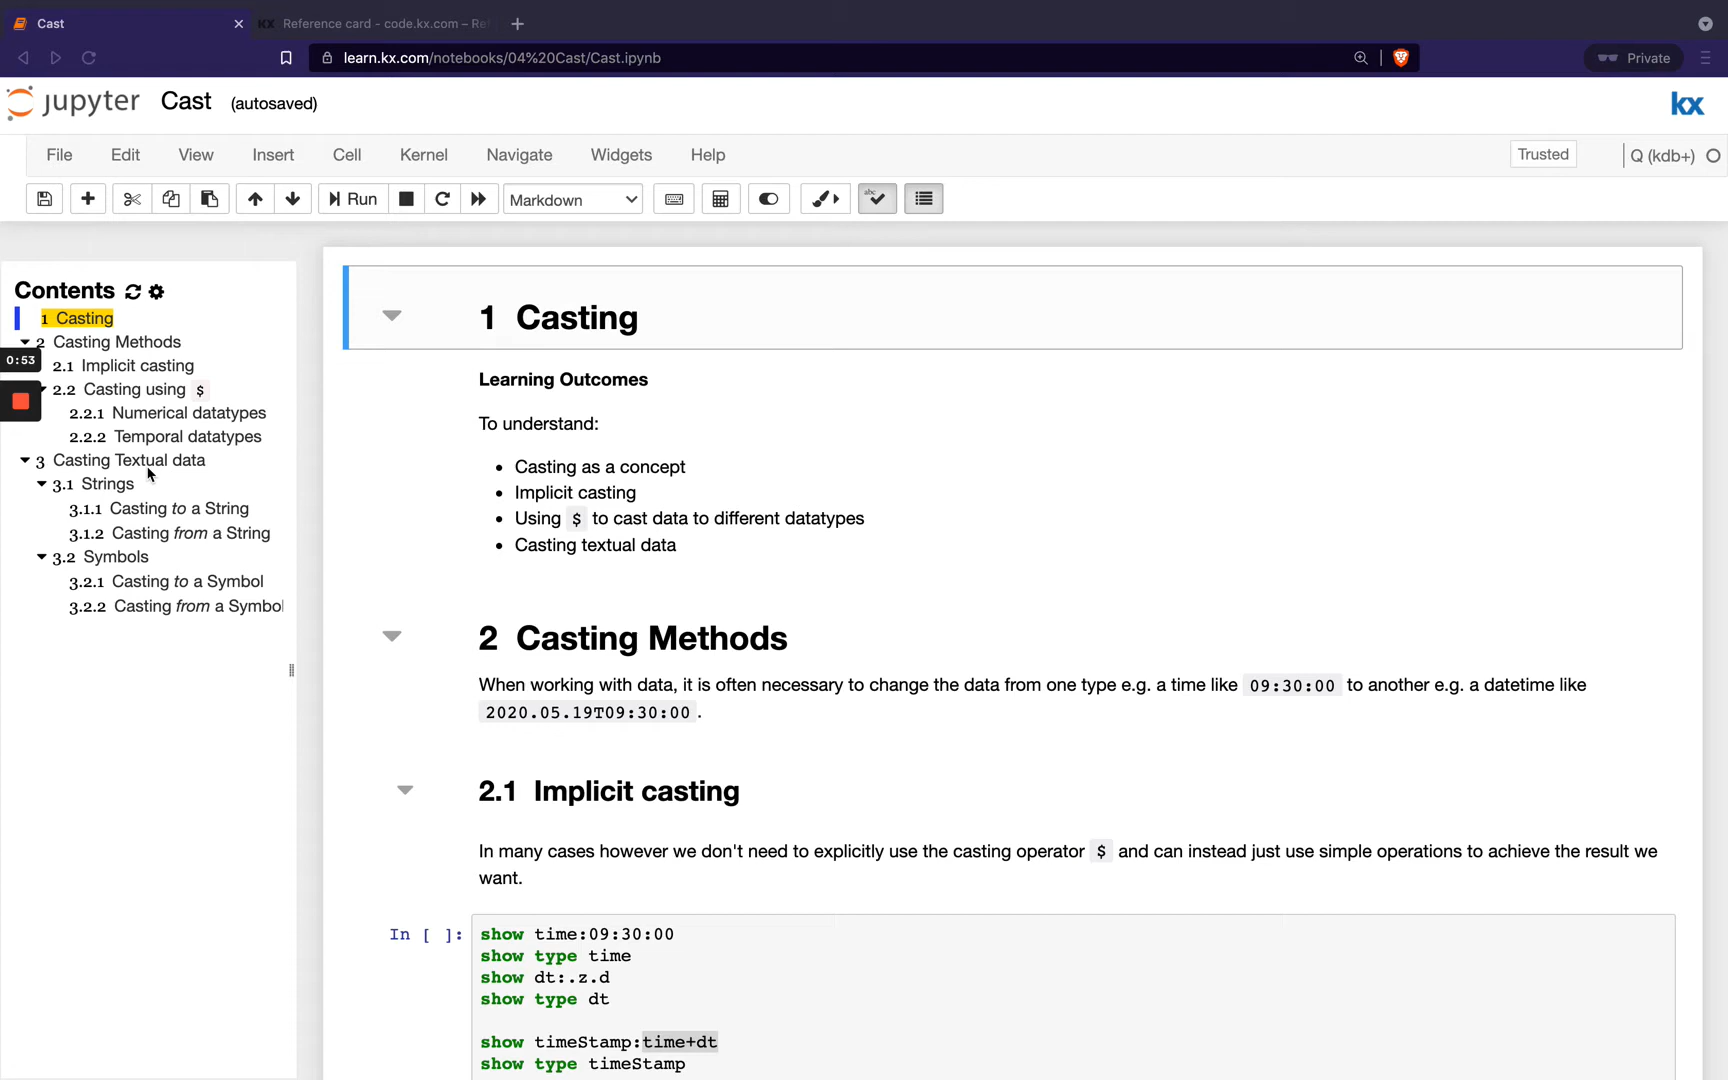 Cast
Reference card - code.kx.com – Re
learn.kx.com/notebooks/04%20Cast/Cast.ipynb
Private
jupyter Cast (autosaved)
kx
File Edit View Insert Cell Kernel Navigate Widgets Help
Trusted
Q (kdb+)
Run
Markdown
abc
Contents
1 Casting
2 Casting Methods
0:53
2.1 Implicit casting
2.2 Casting using $
2.2.1 Numerical datatypes
2.2.2 Temporal datatypes
3 Casting Textual data
3.1 Strings
3.1.1 Casting to a String
3.1.2 Casting from a String
3.2 Symbols
3.2.1 Casting to a Symbol
3.2.2 Casting from a Symbol
1 Casting
Learning Outcomes
To understand:
• Casting as a concept
• Implicit casting
• Using $ to cast data to different datatypes
• Casting textual data
2 Casting Methods
When working with data, it is often necessary to change the data from one type e.g. a time like 09:30:00 to another e.g. a datetime like
2020.05.19T09:30:00.
2.1 Implicit casting
In many cases however we don't need to explicitly use the casting operator $ and can instead just use simple operations to achieve the result we
want.
In [ ]:
show time:09:30:00
show type time
show dt:.z.d
show type dt
show timeStamp:time+dt
show type timeStamp